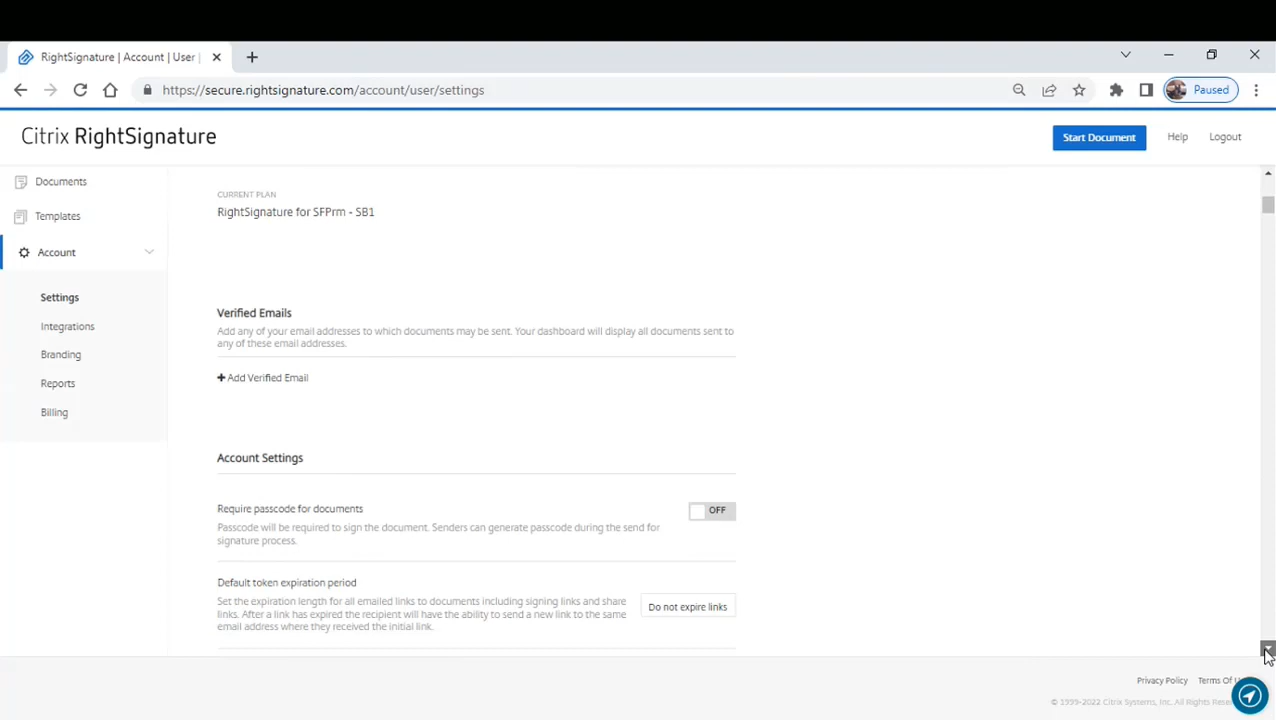 RightSignature | Account | User |
https://secure.rightsignature.com/account/user/settings
Paused
Citrix RightSignature
Start Document
Help
Logout
Documents
Templates
Account
Settings
Integrations
Branding
Reports
Billing
CURRENT PLAN
RightSignature for SFPrm - SB1
Verified Emails
Add any of your email addresses to which documents may be sent. Your dashboard will display all documents sent to
any of these email addresses.
+ Add Verified Email
Account Settings
Require passcode for documents
OFF
Passcode will be required to sign the document. Senders can generate passcode during the send for
signature process.
Default token expiration period
Set the expiration length for all emailed links to documents including signing links and share
links. After a link has expired the recipient will have the ability to send a new link to the same
email address where they received the initial link.
Do not expire links
Privacy Policy
Terms Of
© 1999-2022 Citrix Systems, Inc. All Rights